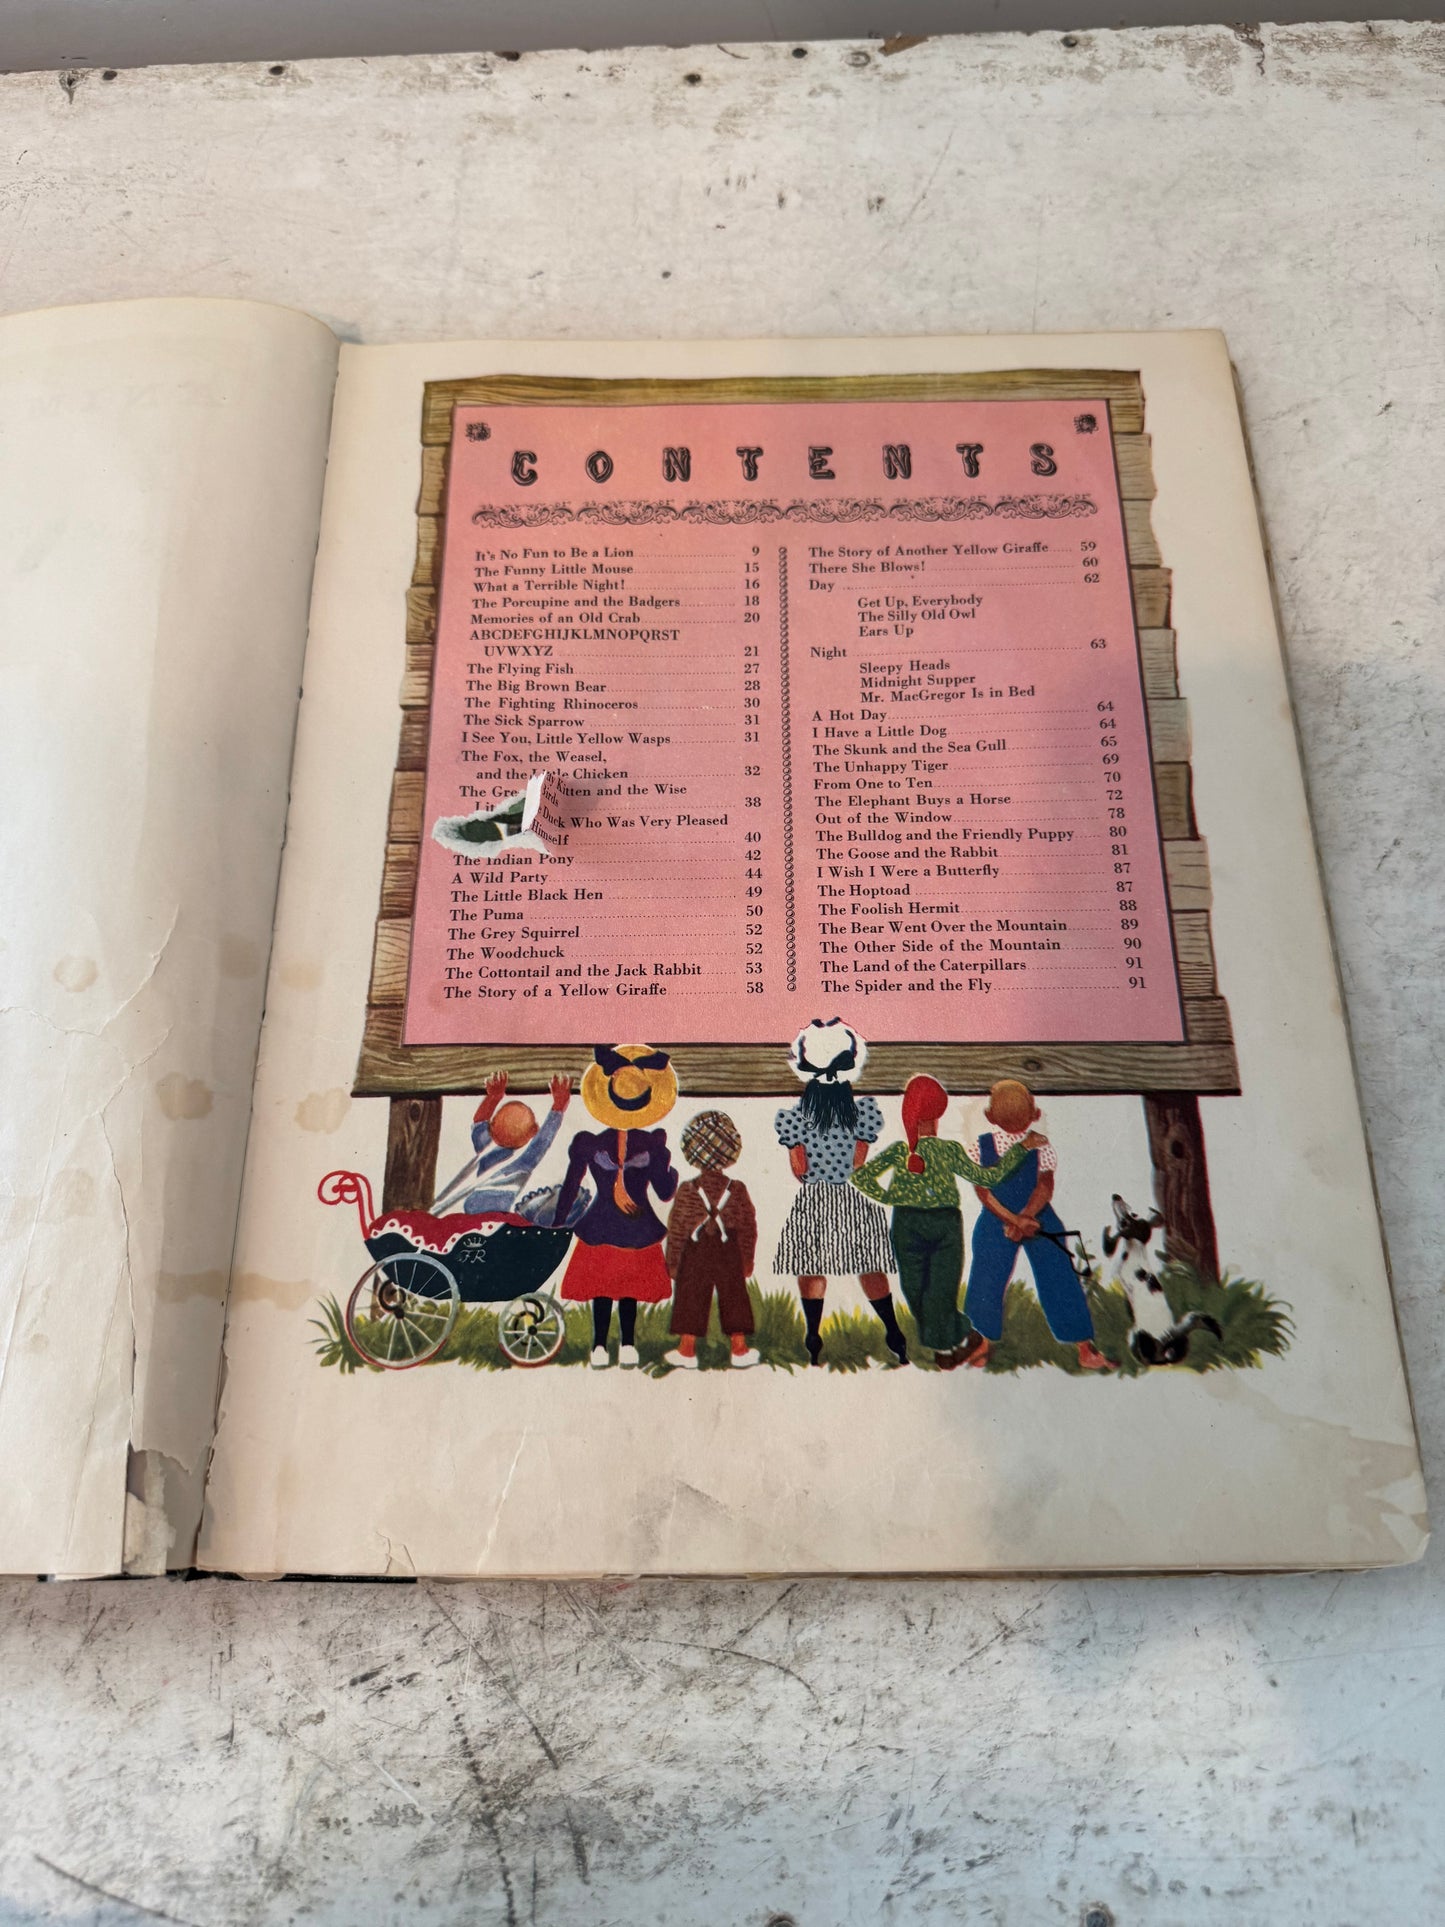 CONTENTS
It's No Fun to Be a Lion 9
The Funny Little Mouse 15
What a Terrible Night! 16
The Porcupine and the Badgers 18
Memories of an Old Crab 20
ABCDEFGHIJKLMNOPQRST
UVWXYZ 21
The Flying Fish 27
The Big Brown Bear 28
The Fighting Rhinoceros 30
The Sick Sparrow 31
I See You, Little Yellow Wasps 31
The Fox, the Weasel,
and the Little Chicken 32
The Kitten and the Wise
38
Duck Who Was Very Pleased
Himself 40
The Indian Pony 42
A Wild Party 44
The Little Black Hen 49
The Puma 50
The Grey Squirrel 52
The Woodchuck 52
The Cottontail and the Jack Rabbit 53
The Story of a Yellow Giraffe 58
The Story of Another Yellow Giraffe 59
There She Blows! 60
Day 62
Get Up, Everybody
The Silly Old Owl
Ears Up
Night 63
Sleepy Heads
Midnight Supper
Mr. MacGregor Is in Bed
A Hot Day 64
I Have a Little Dog 64
The Skunk and the Sea Gull 65
The Unhappy Tiger 69
From One to Ten 70
The Elephant Buys a Horse 72
Out of the Window 78
The Bulldog and the Friendly Puppy 80
The Goose and the Rabbit 81
I Wish I Were a Butterfly 87
The Hoptoad 87
The Foolish Hermit 88
The Bear Went Over the Mountain 89
The Other Side of the Mountain 90
The Land of the Caterpillars 91
The Spider and the Fly 91
FR